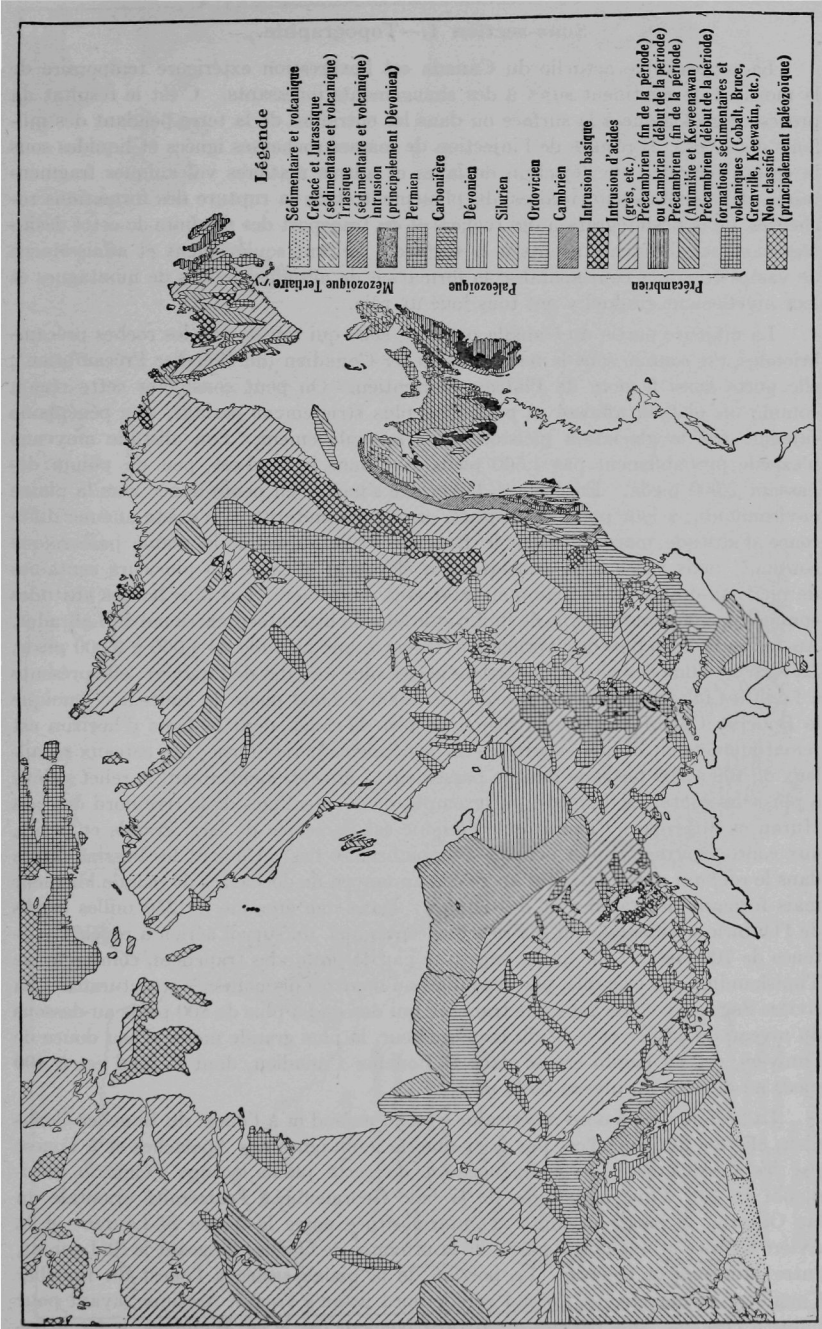 Légende
Tertiaire
Sédimentaire et volcanique
Mézozoïque
Crétacé et Jurassique
(sédimentaire et volcanique)
Triasique
(sédimentaire et volcanique)
Intrusion
(principalement Dévonien)
Paléozoïque
Permien
Carbonifère
Dévonien
Silurien
Ordovicien
Cambrien
Précambrien
Intrusion basique
Intrusion d'acides
(grès, etc.)
Précambrien (fin de la période)
ou Cambrien (début de la période)
Précambrien (fin de la période)
(Animikie et Keweenawan)
Précambrien (début de la période)
formations sédimentaires et
volcaniques (Cobalt, Bruce,
Grenville, Keewatin, etc.)
Non classifié
(principalement paléozoïque)